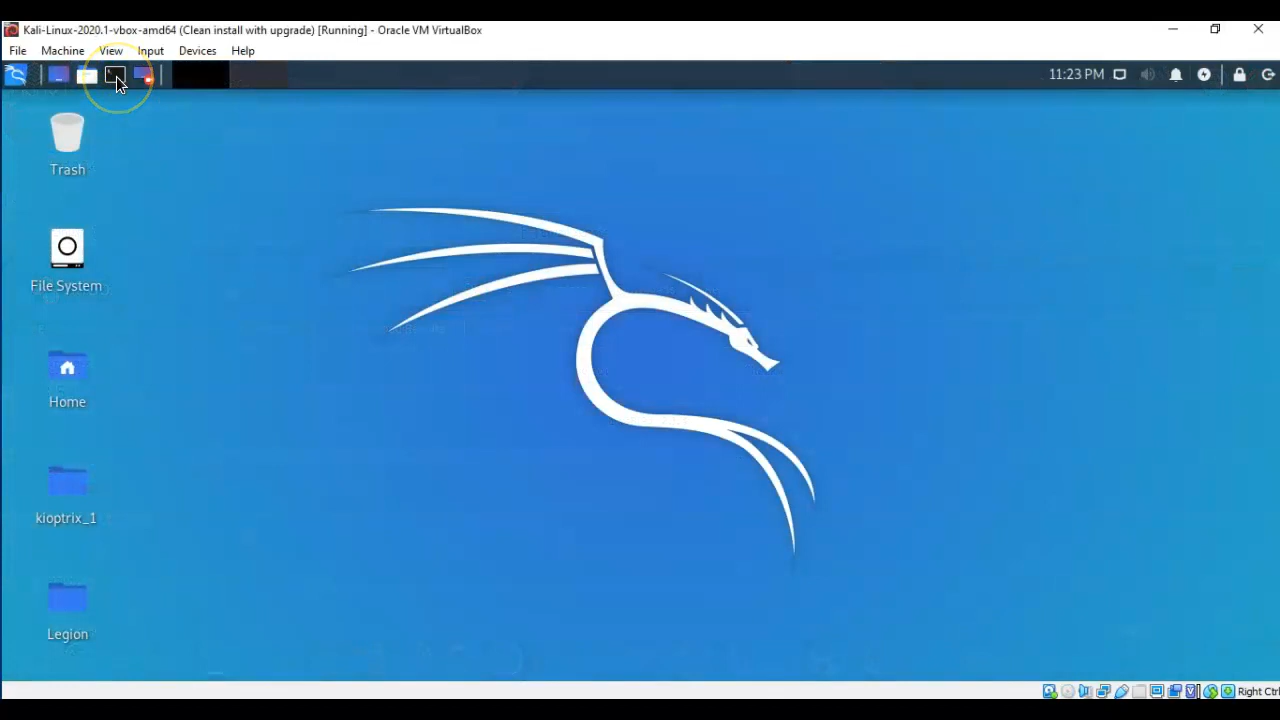 Kali-Linux-2020.1-vbox-amd64 (Clean install with upgrade) [Running] - Oracle VM VirtualBox
File Machine View Input Devices Help
11:23 PM
Trash
File System
Home
kioptrix_1
Legion
Right Ctrl